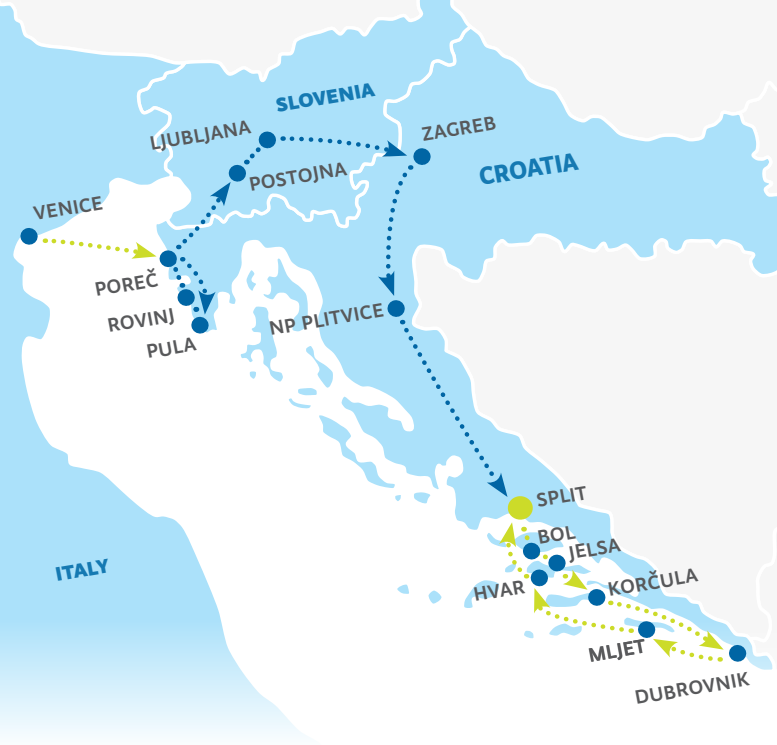 SLOVENIA
LJUBLJANA
ZAGREB
POSTOJNA
CROATIA
VENICE
POREČ
ROVINJ
NP PLITVICE
PULA
SPLIT
BOL
JELSA
ITALY
HVAR
KORČULA
MLJET
DUBROVNIK